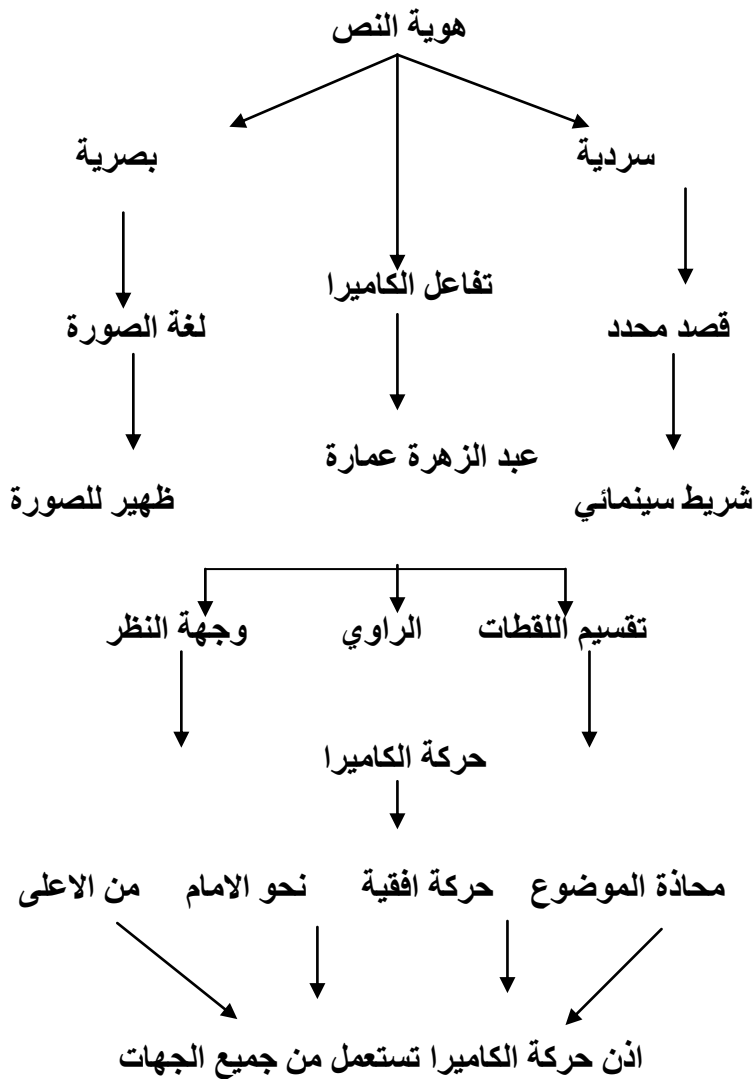 هوية النص
سردية بصرية
تفاعل الكاميرا
قصد محدد لغة الصورة
عبد الزهرة عمارة
شريط سينمائي ظهير للصورة
تقسيم اللقطات الراوي وجهة النظر
حركة الكاميرا
محاذة الموضوع حركة افقية نحو الامام من الاعلى
اذن حركة الكاميرا تستعمل من جميع الجهات